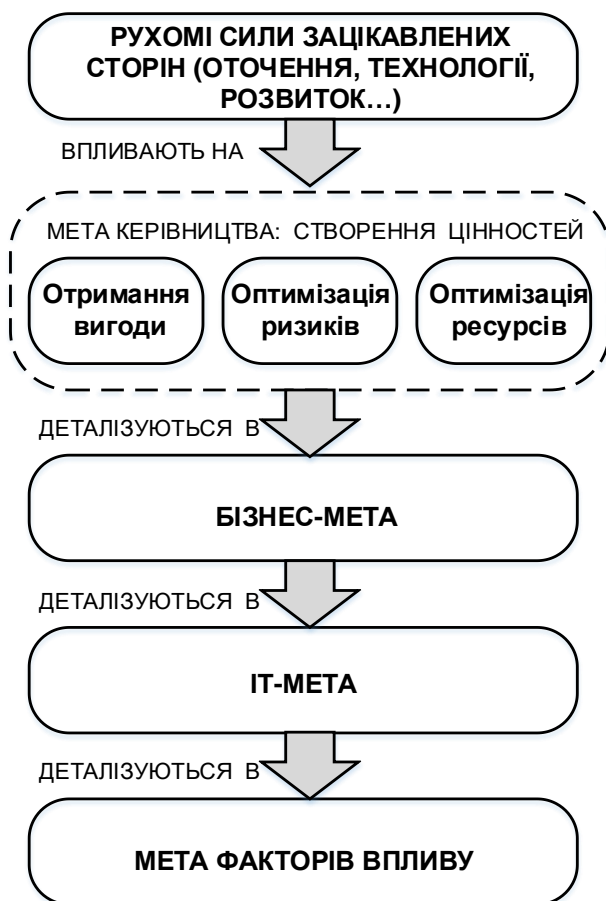 РУХОМІ СИЛИ ЗАЦІКАВЛЕНИХ
СТОРІН (ОТОЧЕННЯ, ТЕХНОЛОГІЇ,
РОЗВИТОК...)
ВПЛИВАЮТЬ НА
МЕТА КЕРІВНИЦТВА: СТВОРЕННЯ ЦІННОСТЕЙ
Отримання
вигоди
Оптимізація
ризиків
Оптимізація
ресурсів
ДЕТАЛІЗУЮТЬСЯ В
БІЗНЕС-МЕТА
ДЕТАЛІЗУЮТЬСЯ В
ІТ-МЕТА
ДЕТАЛІЗУЮТЬСЯ В
МЕТА ФАКТОРІВ ВПЛИВУ